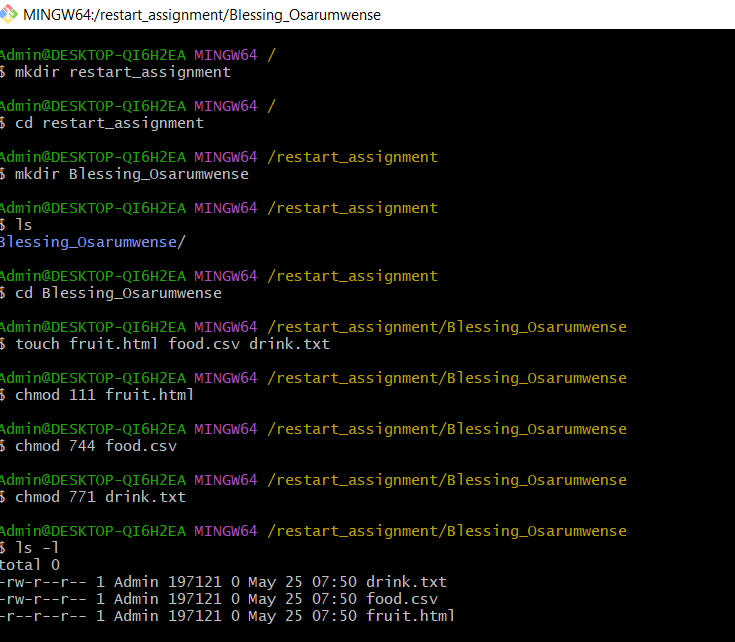 MINGW64:/restart_assignment/Blessing_Osarumwense
Admin@DESKTOP-QI6H2EA MINGW64 /
$ mkdir restart_assignment
Admin@DESKTOP-QI6H2EA MINGW64 /
$ cd restart_assignment
Admin@DESKTOP-QI6H2EA MINGW64 /restart_assignment
$ mkdir Blessing_Osarumwense
Admin@DESKTOP-QI6H2EA MINGW64 /restart_assignment
$ ls
Blessing_Osarumwense/
Admin@DESKTOP-QI6H2EA MINGW64 /restart_assignment
$ cd Blessing_Osarumwense
Admin@DESKTOP-QI6H2EA MINGW64 /restart_assignment/Blessing_Osarumwense
$ touch fruit.html food.csv drink.txt
Admin@DESKTOP-QI6H2EA MINGW64 /restart_assignment/Blessing_Osarumwense
$ chmod 111 fruit.html
Admin@DESKTOP-QI6H2EA MINGW64 /restart_assignment/Blessing_Osarumwense
$ chmod 744 food.csv
Admin@DESKTOP-QI6H2EA MINGW64 /restart_assignment/Blessing_Osarumwense
$ chmod 771 drink.txt
Admin@DESKTOP-QI6H2EA MINGW64 /restart_assignment/Blessing_Osarumwense
$ ls -l
total 0
-rw-r--r-- 1 Admin 197121 0 May 25 07:50 drink.txt
-rw-r--r-- 1 Admin 197121 0 May 25 07:50 food.csv
-r--r--r-- 1 Admin 197121 0 May 25 07:50 fruit.html